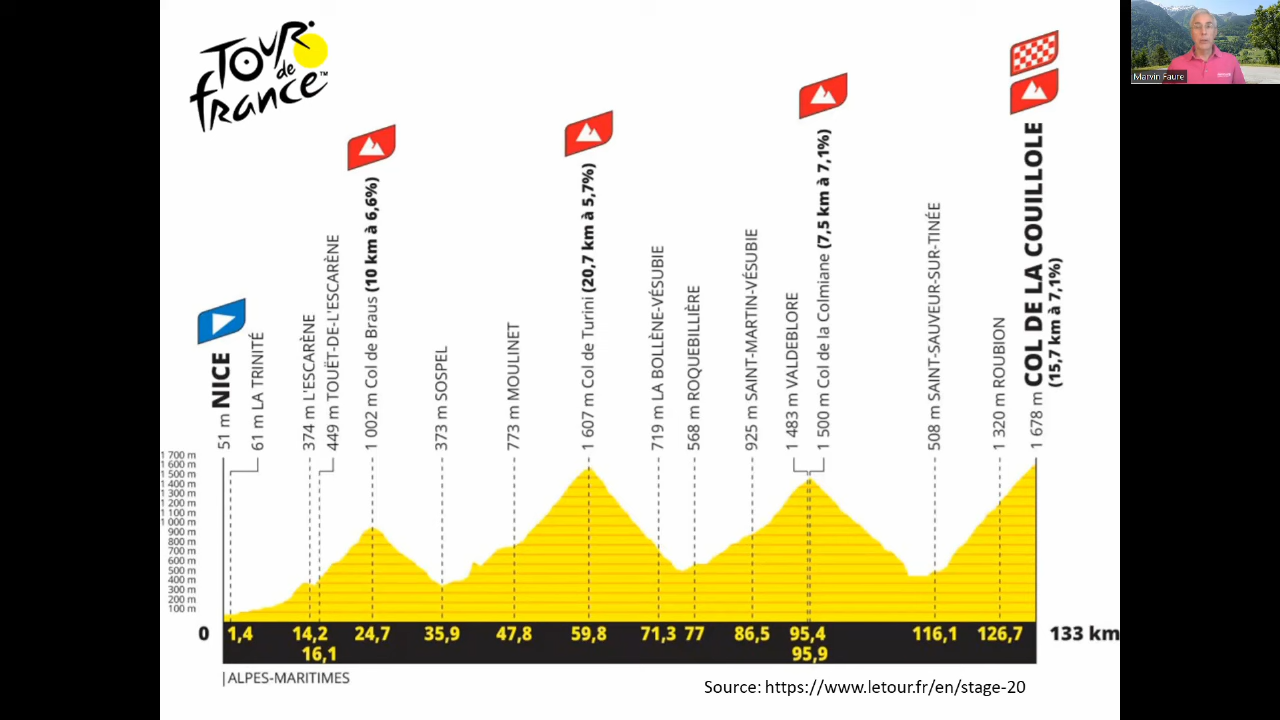 TOUR
de
france™
Marvin Faure
51 m NICE
61 m LA TRINITÉ
374 m L'ESCARÈNE
449 m TOUËT-DE-L'ESCARÈNE
1 002 m Col de Braus (10 km à 6,6%)
373 m SOSPEL
773 m MOULINET
1 607 m Col de Turini (20,7 km à 5,7%)
719 m LA BOLLÈNE-VÉSUBIE
568 m ROQUEBILLIÈRE
925 m SAINT-MARTIN-VÉSUBIE
1 483 m VALDEBLORE
1 500 m Col de la Colmiane (7,5 km à 7,1%)
508 m SAINT-SAUVEUR-SUR-TINÉE
1 320 m ROUBION
1 678 m COL DE LA COUILLOLE
(15,7 km à 7,1%)
1 700 m
1 600 m
1 500 m
1 400 m
1 300 m
1 200 m
1 100 m
1 000 m
900 m
800 m
700 m
600 m
500 m
400 m
300 m
200 m
100 m
0 1,4 14,2 24,7 35,9 47,8 59,8 71,3 77 86,5 95,4 116,1 126,7 133 km
16,1 95,9
ALPES-MARITIMES
Source: https://www.letour.fr/en/stage-20